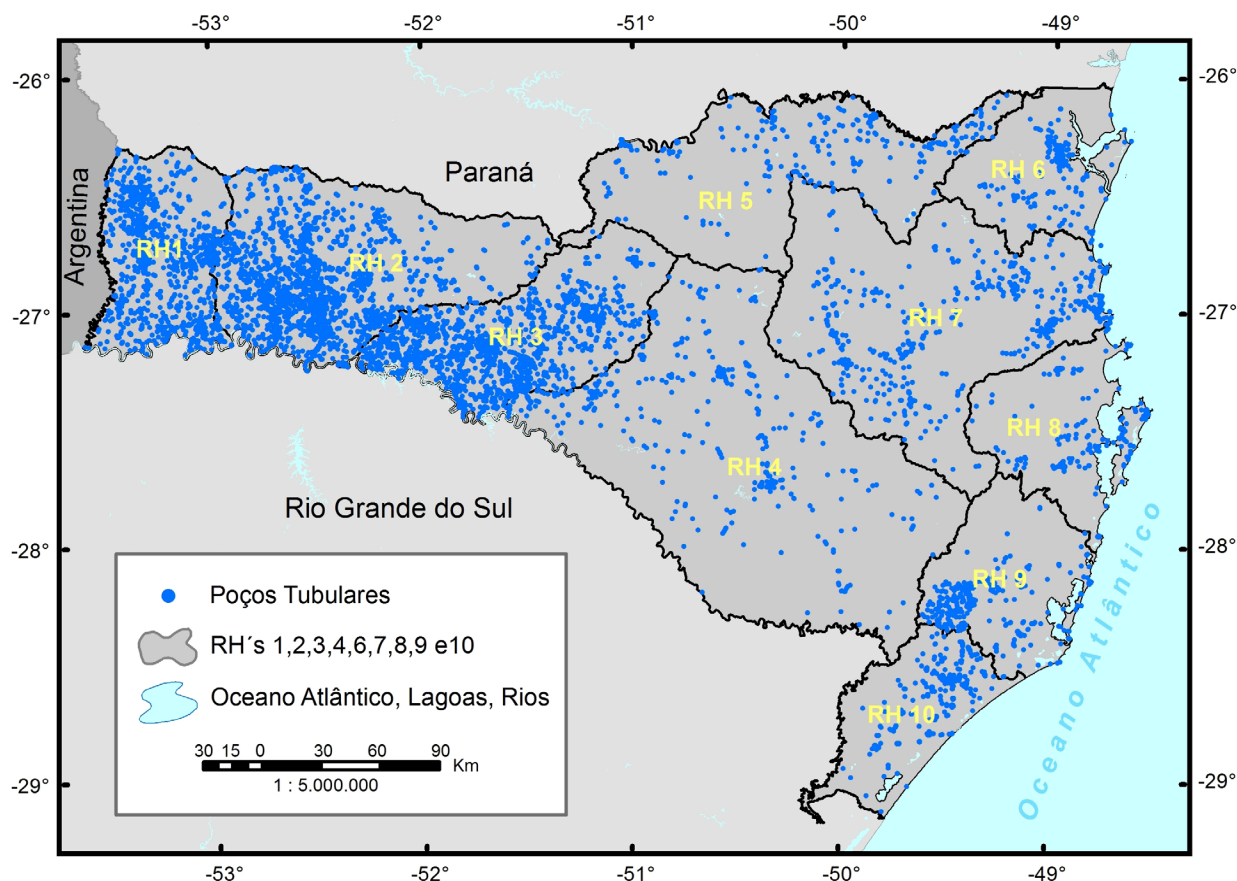 -53° -52° -51° -50° -49°
-26° -26°
Paraná
RH 6
Argentina
RH 5
RH1
RH 2
-27° -27°
RH 7
RH 3
RH 8
RH 4
Rio Grande do Sul
-28° -28°
Oceano Atlântico
RH 9
Poços Tubulares
RH´s 1,2,3,4,6,7,8,9 e10
Oceano Atlântico, Lagoas, Rios
RH 10
30 15 0 30 60 90
Km
1 : 5.000.000
-29° -29°
-53° -52° -51° -50° -49°